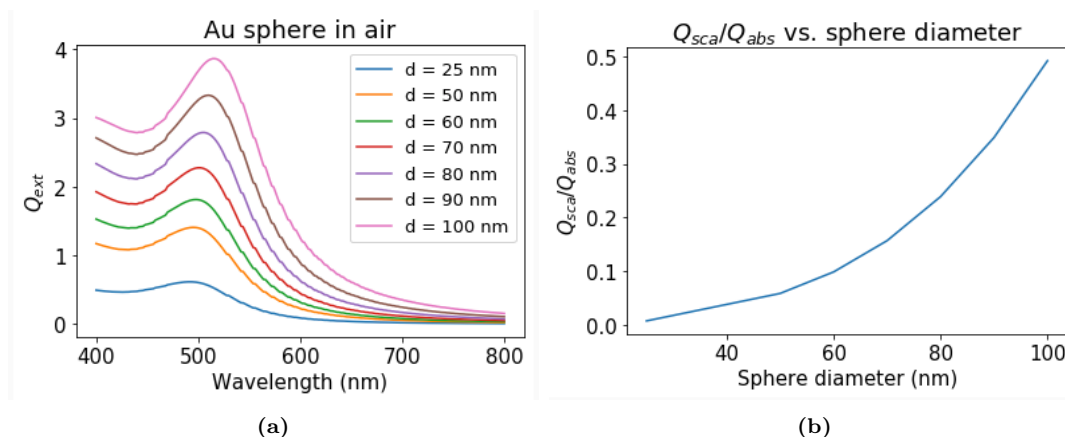 Au sphere in air
4
3
2
1
0
Q_ext
d = 25 nm
d = 50 nm
d = 60 nm
d = 70 nm
d = 80 nm
d = 90 nm
d = 100 nm
400
500
600
700
800
Wavelength (nm)
(a)
Q_sca/Q_abs vs. sphere diameter
0.5
0.4
0.3
0.2
0.1
0.0
Q_sca/Q_abs
40
60
80
100
Sphere diameter (nm)
(b)